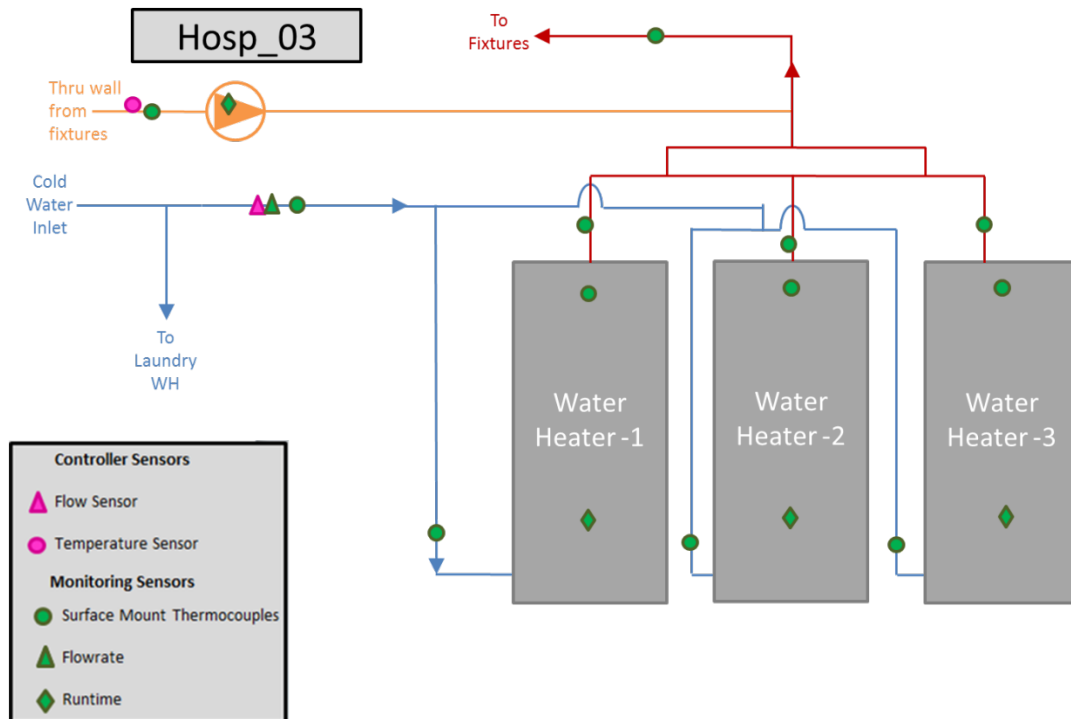 Hosp_03
To
Fixtures
Thru wall
from
fixtures
Cold
Water
Inlet
To
Laundry
WH
Water
Heater -1
Water
Heater -2
Water
Heater -3
Controller Sensors
Flow Sensor
Temperature Sensor
Monitoring Sensors
Surface Mount Thermocouples
Flowrate
Runtime